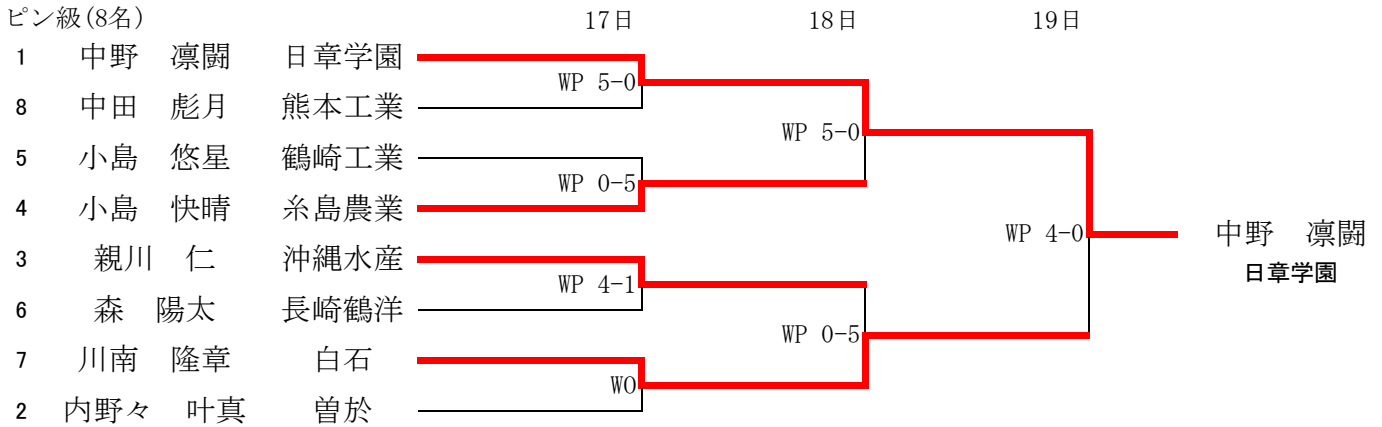 ピン級(8名) 17日 18日 19日
1 中野 凛闘 日章学園
WP 5-0
8 中田 彪月 熊本工業
WP 5-0
5 小島 悠星 鶴崎工業
WP 0-5
4 小島 快晴 糸島農業
WP 4-0 中野 凛闘
日章学園
3 親川 仁 沖縄水産
WP 4-1
6 森 陽太 長崎鶴洋
WP 0-5
7 川南 隆章 白石
WO
2 内野々 叶真 曽於